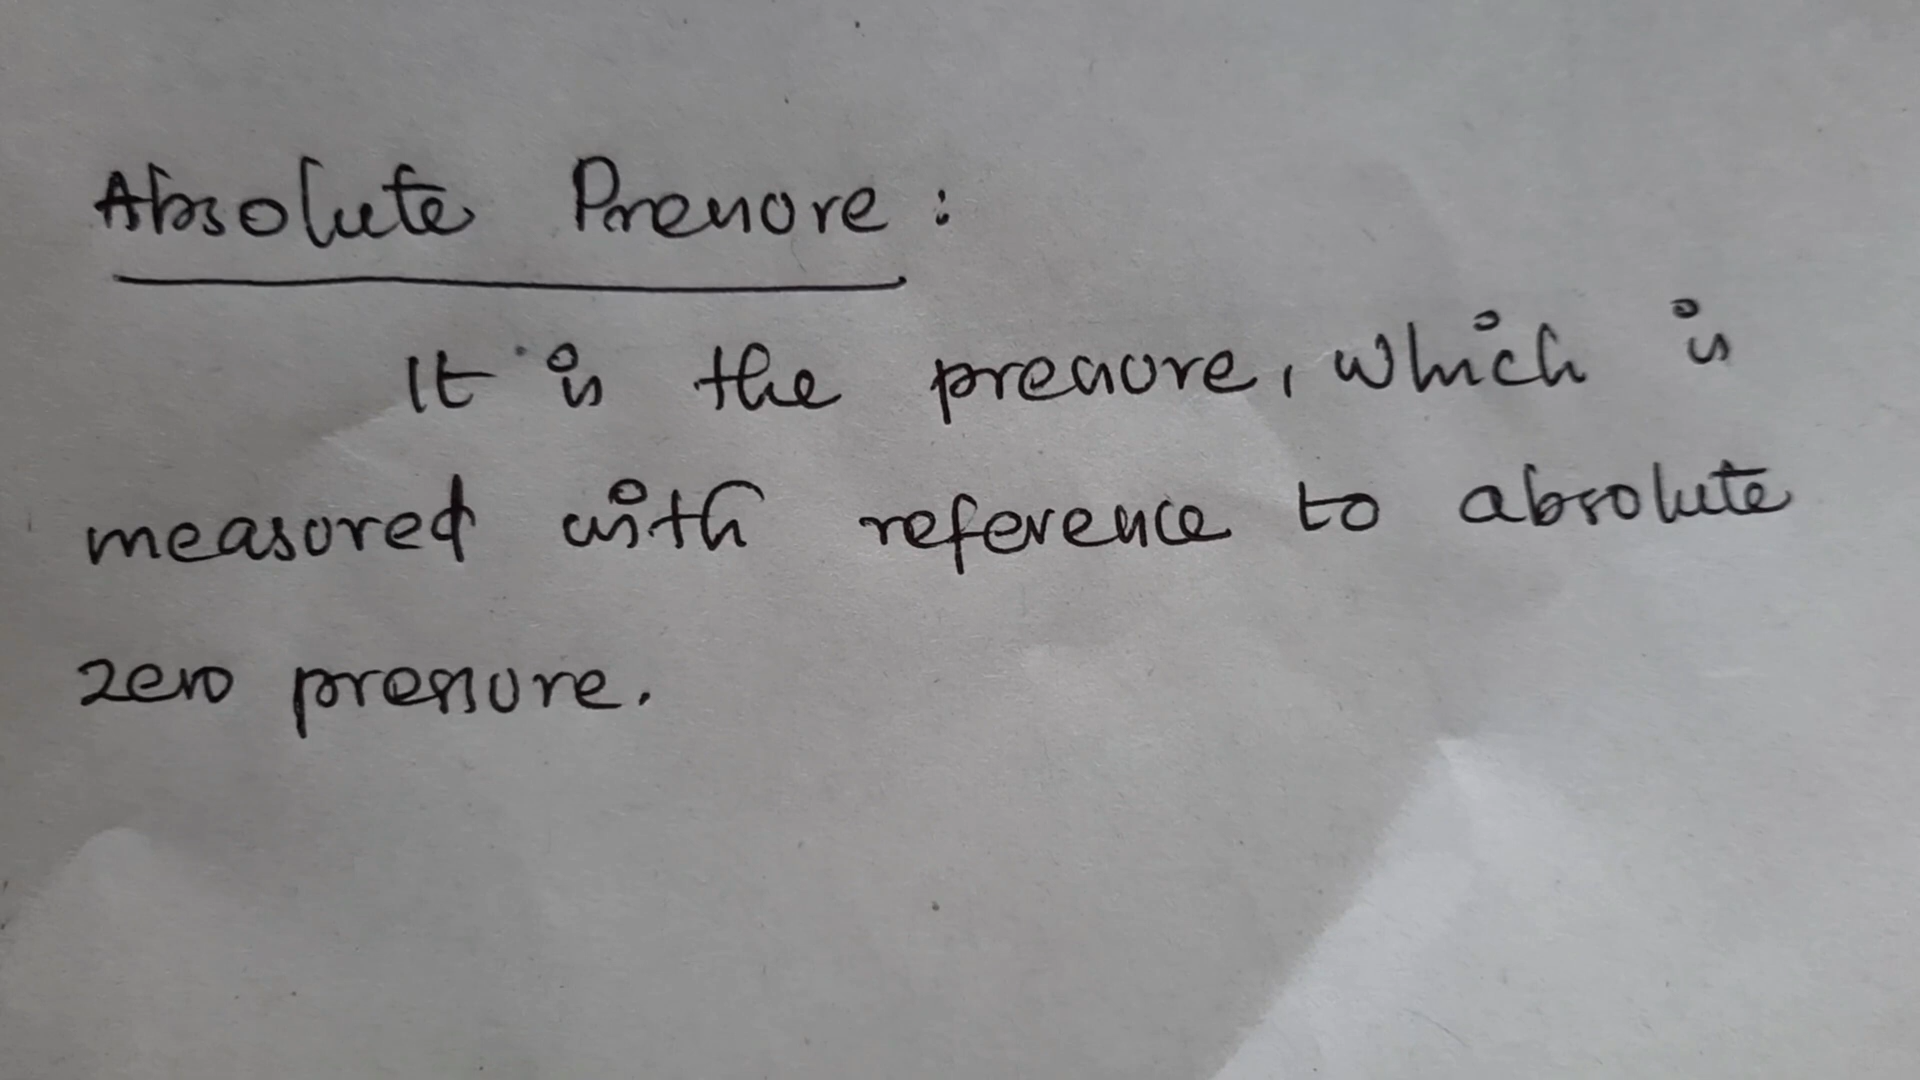 Absolute Pressure:
It is the pressure, which is
measured with reference to absolute
zero pressure.